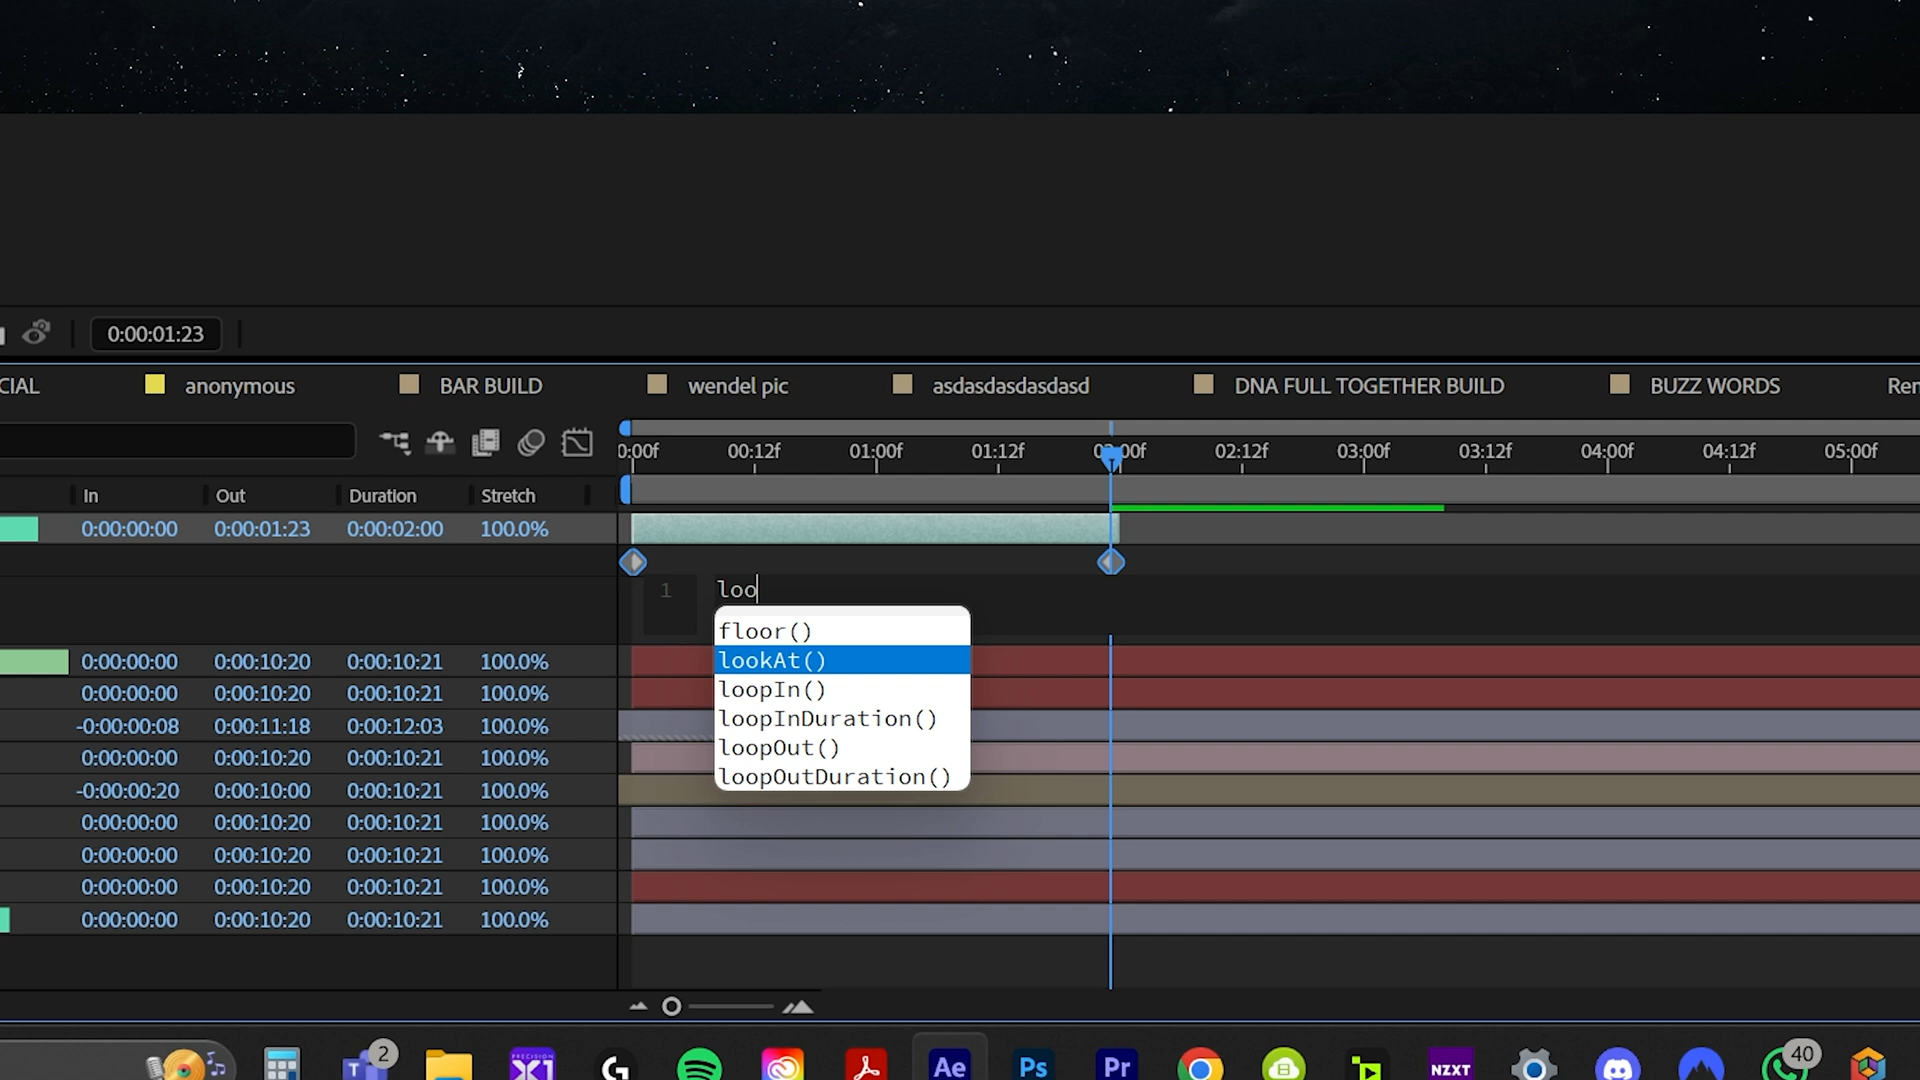 0:00:01:23
CIAL anonymous BAR BUILD wendel pic asdasdasdasdasd DNA FULL TOGETHER BUILD BUZZ WORDS Ren
0:00f 00:12f 01:00f 01:12f 02:00f 02:12f 03:00f 03:12f 04:00f 04:12f 05:00f
In Out Duration Stretch
0:00:00:00 0:00:01:23 0:00:02:00 100.0%
1 loo
floor()
lookAt()
loopIn()
loopInDuration()
loopOut()
loopOutDuration()
0:00:00:00 0:00:10:20 0:00:10:21 100.0%
0:00:00:00 0:00:10:20 0:00:10:21 100.0%
-0:00:00:08 0:00:11:18 0:00:12:03 100.0%
0:00:00:00 0:00:10:20 0:00:10:21 100.0%
-0:00:00:20 0:00:10:00 0:00:10:21 100.0%
0:00:00:00 0:00:10:20 0:00:10:21 100.0%
0:00:00:00 0:00:10:20 0:00:10:21 100.0%
0:00:00:00 0:00:10:20 0:00:10:21 100.0%
0:00:00:00 0:00:10:20 0:00:10:21 100.0%
2 40
T PRECISION X1 G Ae Ps Pr NZXT